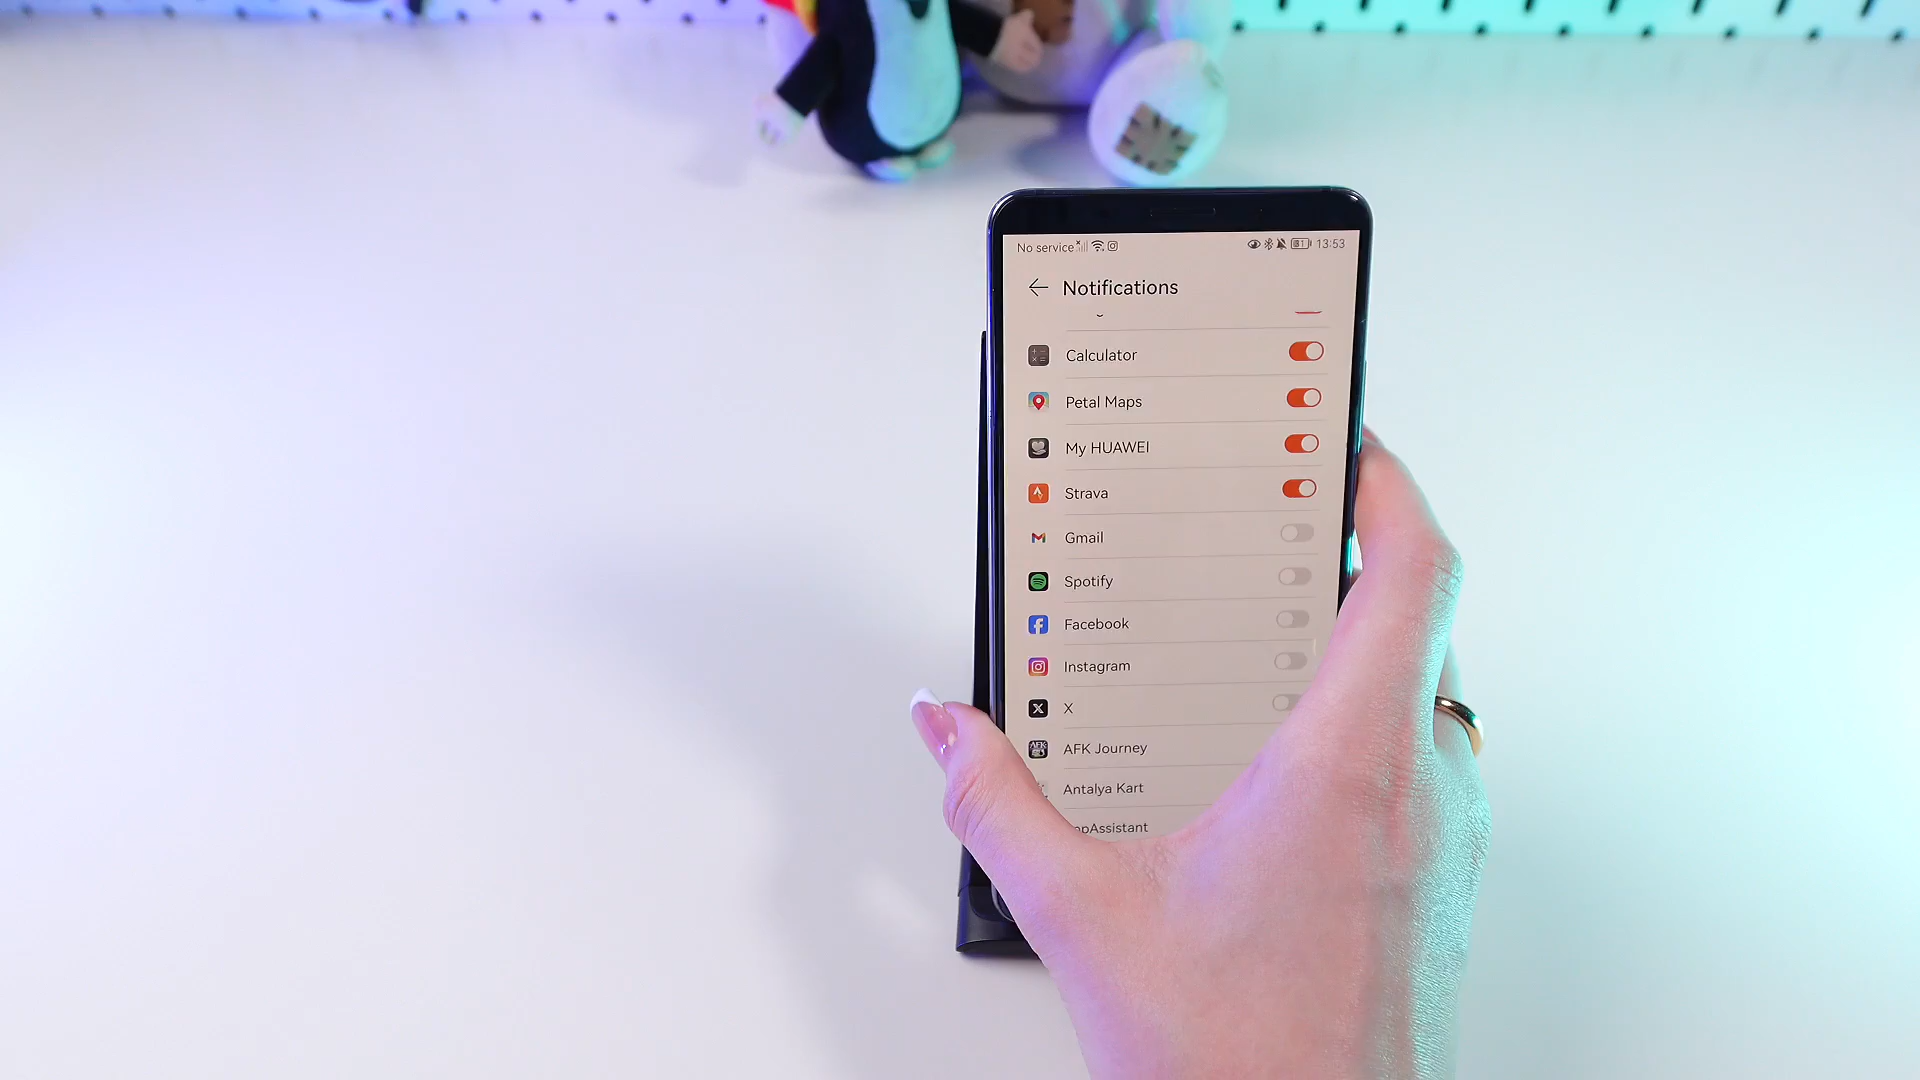 No service 13:53
Notifications
Calculator
Petal Maps
My HUAWEI
Strava
Gmail
Spotify
Facebook
Instagram
X
AFK Journey
Antalya Kart
ppAssistant